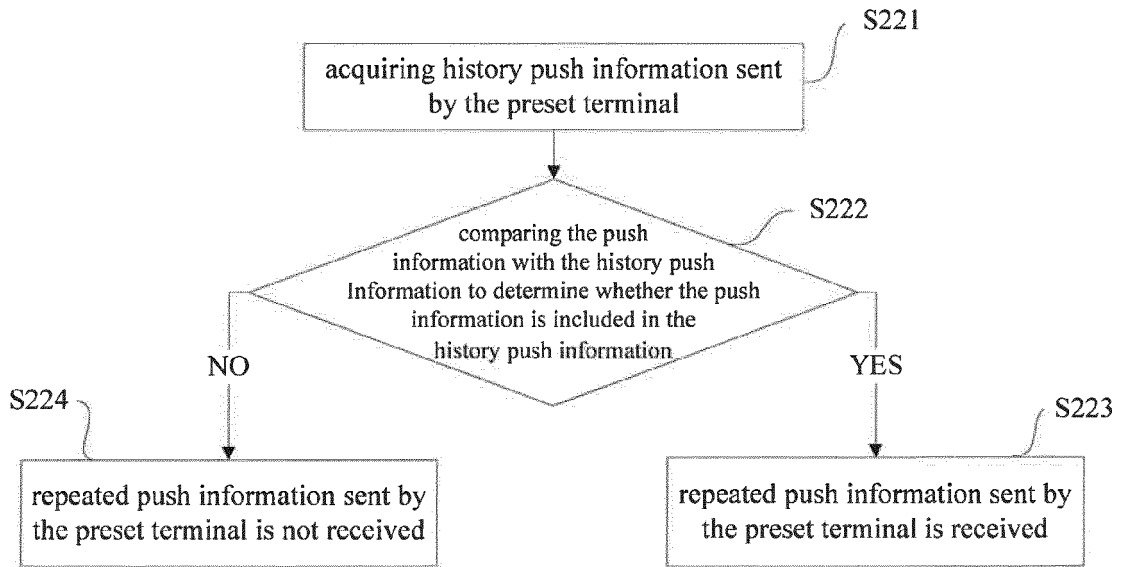 S221
acquiring history push information sent
by the preset terminal
S222
comparing the push
information with the history push
Information to determine whether the push
information is included in the
history push information
NO
YES
S224
S223
repeated push information sent by
the preset terminal is not received
repeated push information sent by
the preset terminal is received